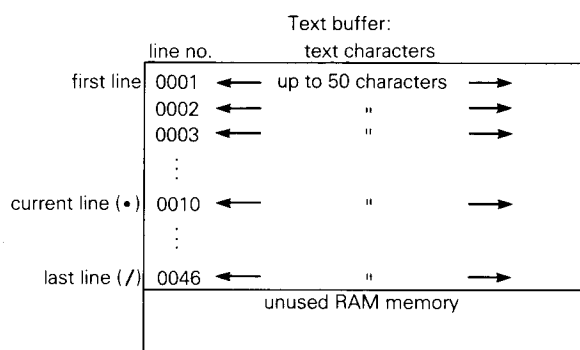 Text buffer:
line no. text characters
first line 0001 up to 50 characters
0002 "
0003 "
current line (•) 0010 "
last line (/) 0046 "
unused RAM memory